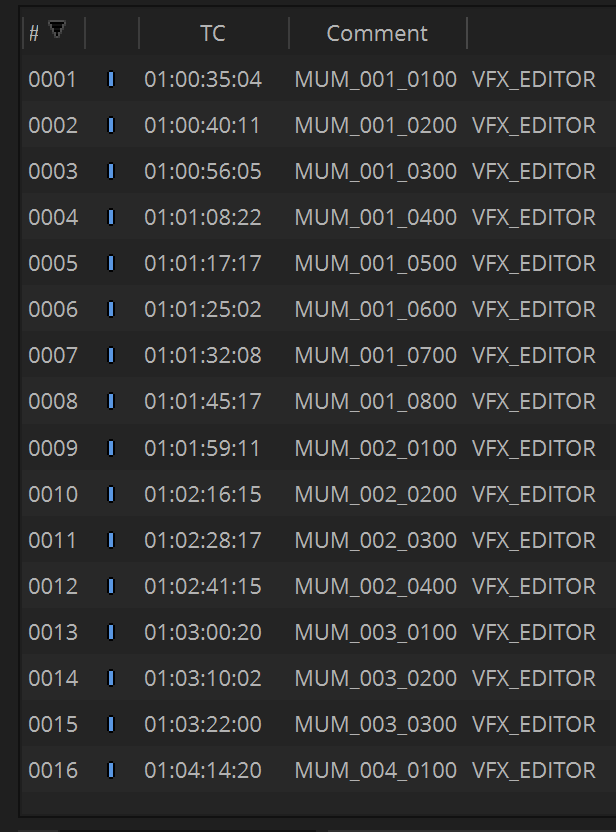 # TC Comment
0001 01:00:35:04 MUM_001_0100 VFX_EDITOR
0002 01:00:40:11 MUM_001_0200 VFX_EDITOR
0003 01:00:56:05 MUM_001_0300 VFX_EDITOR
0004 01:01:08:22 MUM_001_0400 VFX_EDITOR
0005 01:01:17:17 MUM_001_0500 VFX_EDITOR
0006 01:01:25:02 MUM_001_0600 VFX_EDITOR
0007 01:01:32:08 MUM_001_0700 VFX_EDITOR
0008 01:01:45:17 MUM_001_0800 VFX_EDITOR
0009 01:01:59:11 MUM_002_0100 VFX_EDITOR
0010 01:02:16:15 MUM_002_0200 VFX_EDITOR
0011 01:02:28:17 MUM_002_0300 VFX_EDITOR
0012 01:02:41:15 MUM_002_0400 VFX_EDITOR
0013 01:03:00:20 MUM_003_0100 VFX_EDITOR
0014 01:03:10:02 MUM_003_0200 VFX_EDITOR
0015 01:03:22:00 MUM_003_0300 VFX_EDITOR
0016 01:04:14:20 MUM_004_0100 VFX_EDITOR